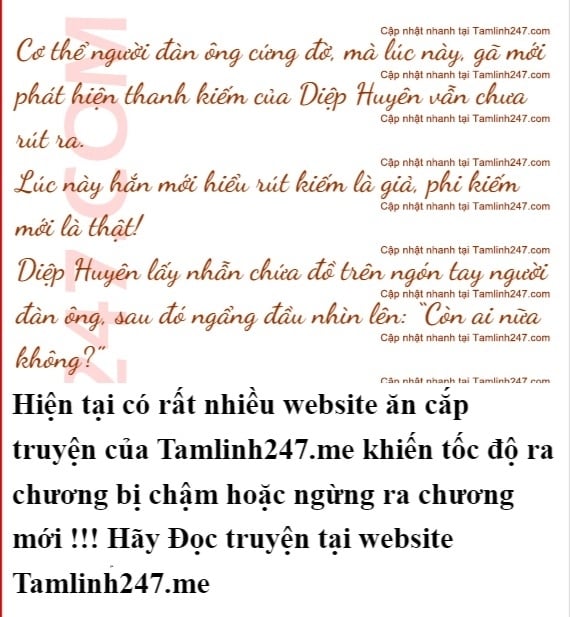 Cập nhật nhanh tại Tamlinh247.com
Cơ thể người đàn ông cứng đờ, mà lúc này, gã mới
Cập nhật nhanh tại Tamlinh247.com
phát hiện thanh kiếm của Diệp Huyên vẫn chưa
Cập nhật nhanh tại Tamlinh247.com
rút ra.
Cập nhật nhanh tại Tamlinh247.com
Lúc này hắn mới hiểu rút kiếm là giả, phi kiếm
Cập nhật nhanh tại Tamlinh247.com
mới là thật!
Cập nhật nhanh tại Tamlinh247.com
Diệp Huyên lấy nhẫn chứa đồ trên ngón tay người
Cập nhật nhanh tại Tamlinh247.com
đàn ông, sau đó ngẩng đầu nhìn lên: "Còn ai nữa
Cập nhật nhanh tại Tamlinh247.com
không?"
Cập nhật nhanh tại Tamlinh247.com
247.COM
Hiện tại có rất nhiều website ăn cắp
truyện của Tamlinh247.me khiến tốc độ ra
chương bị chậm hoặc ngừng ra chương
mới !!! Hãy Đọc truyện tại website
Tamlinh247.me